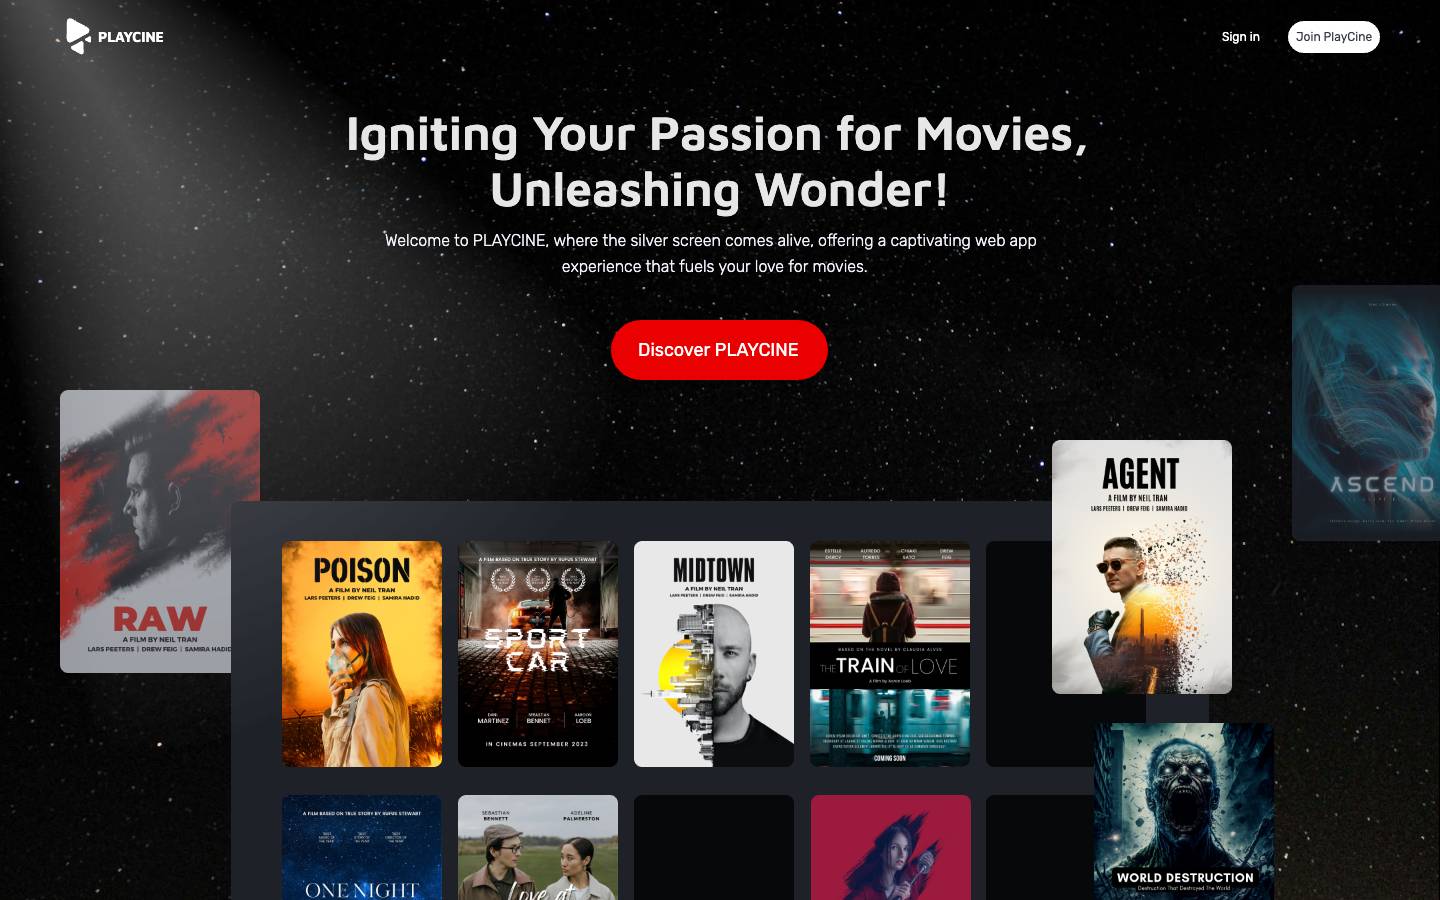 PLAYCINE
Sign in
Join PlayCine
Igniting Your Passion for Movies,
Unleashing Wonder!
Welcome to PLAYCINE, where the silver screen comes alive, offering a captivating web app
experience that fuels your love for movies.
Discover PLAYCINE
ASCEND
RAW
A FILM BY NEIL TRAN
LARS PEETERS | DREW FEIG | SAMIRA HADID
AGENT
A FILM BY NEIL TRAN
LARS PEETERS | DREW FEIG | SAMIRA HADID
POISON
A FILM BY NEIL TRAN
LARS PEETERS | DREW FEIG | SAMIRA HADID
A FILM BASED ON TRUE STORY BY RUFUS STEWART
SPORT
CAR
DANI MARTINEZ
SEBASTIAN BENNET
AAROON LOEB
IN CINEMAS SEPTEMBER 2023
MIDTOWN
A FILM BY NEIL TRAN
LARS PEETERS | DREW FEIG | SAMIRA HADID
ESTELLE DARCY
ALFREDO TORRES
CHIAKI SATO
DREW FEIG
BASED ON THE NOVEL BY CLAUDIA ALVES
THE TRAIN OF LOVE
COMING SOON
A FILM BASED ON TRUE STORY BY RUFUS STEWART
ONE NIGHT
SEBASTIAN BENNETT
ADELINE PALMERSTON
Love at
WORLD DESTRUCTION
Destruction That Destroyed The World